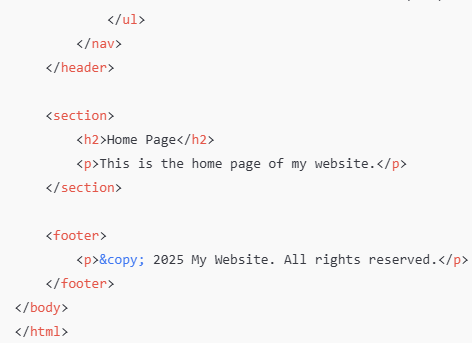 </ul>
</nav>
</header>
<section>
<h2>Home Page</h2>
<p>This is the home page of my website.</p>
</section>
<footer>
<p>&copy; 2025 My Website. All rights reserved.</p>
</footer>
</body>
</html>